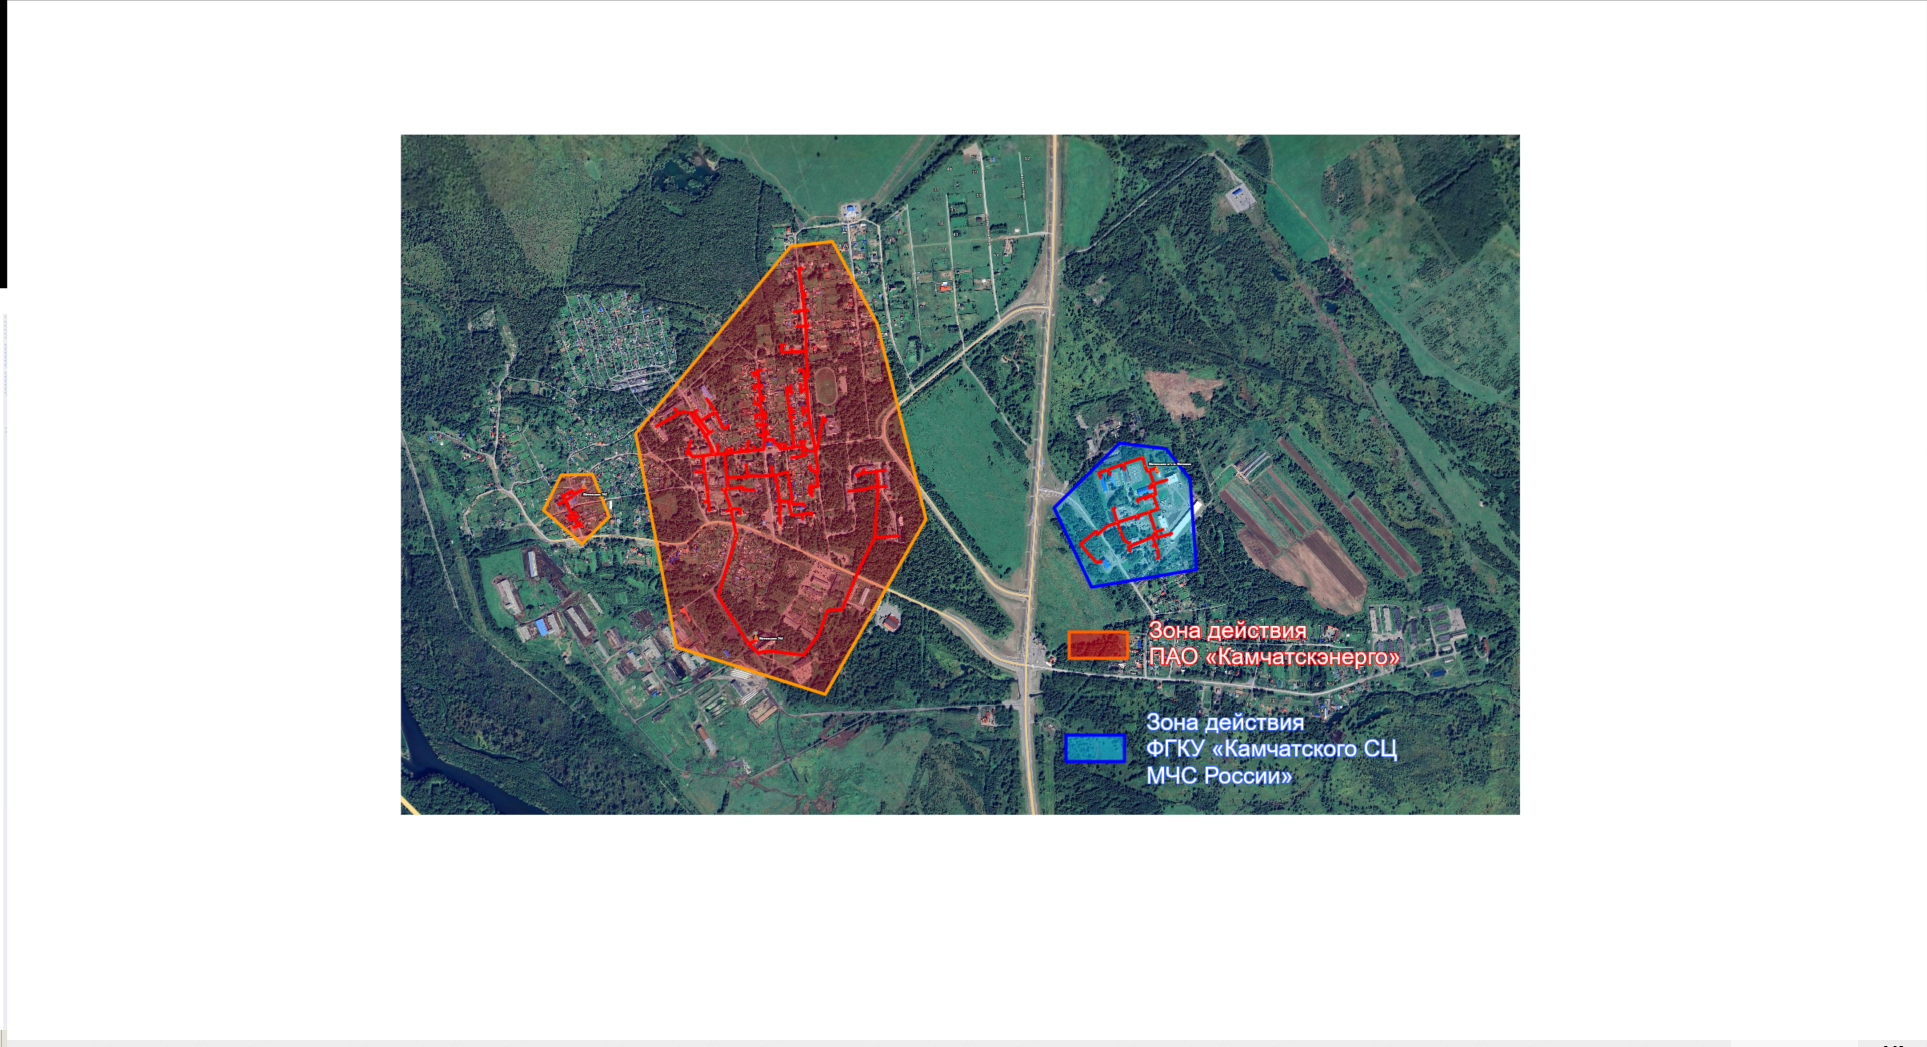 Зона действия
ПАО «Камчатскэнерго»
Зона действия
ФГКУ «Камчатского СЦ
МЧС России»